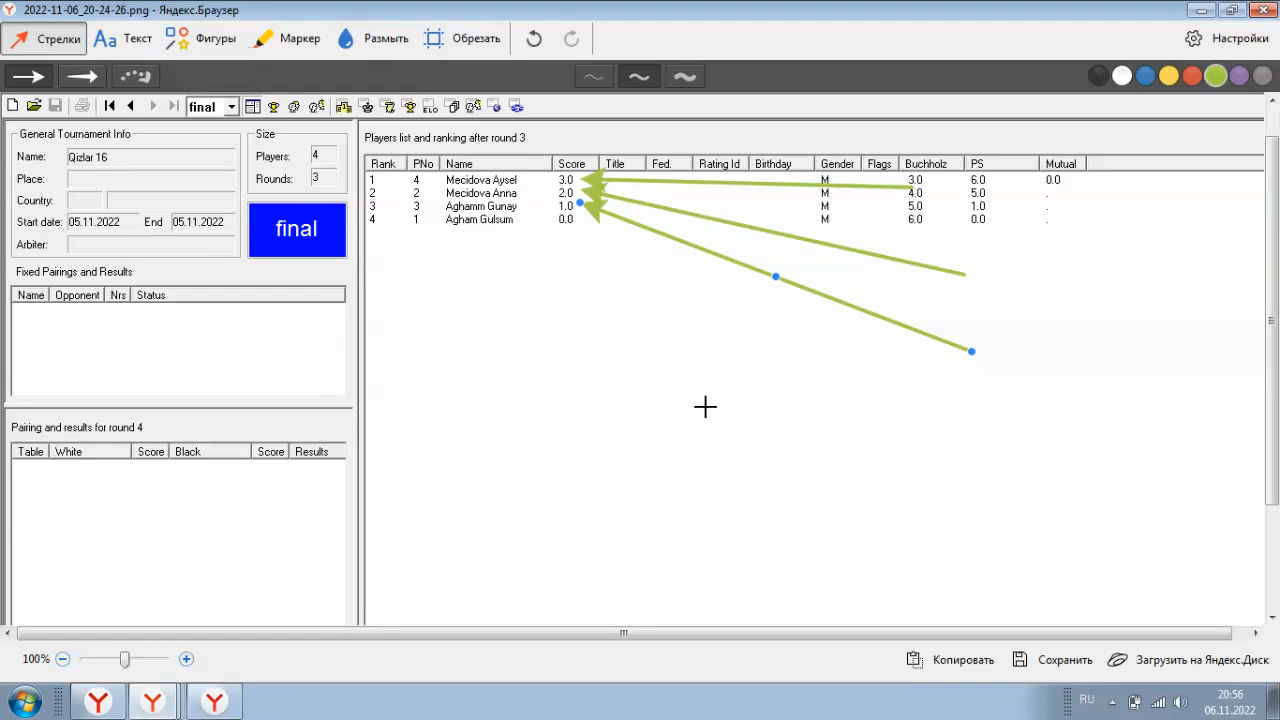 2022-11-06_20-24-26.png - Яндекс.Браузер
Стрелки Текст Фигуры Маркер Размыть Обрезать Настройки
final
General Tournament Info
Name: Qizlar 16
Place:
Country:
Start date: 05.11.2022 End 05.11.2022
Arbiter:
Size
Players: 4
Rounds: 3
final
Fixed Pairings and Results
Name Opponent Nrs Status
Pairing and results for round 4
Table White Score Black Score Results
Players list and ranking after round 3
Rank PNo Name Score Title Fed. Rating Id Birthday Gender Flags Buchholz PS Mutual
1 4 Mecidova Aysel 3.0 M 3.0 6.0 0.0
2 2 Mecidova Anna 2.0 M 4.0 5.0 .
3 3 Aghamm Gunay 1.0 M 5.0 1.0 .
4 1 Agham Gulsum 0.0 M 6.0 0.0 .
100% Копировать Сохранить Загрузить на Яндекс.Диск
RU 20:56
06.11.2022